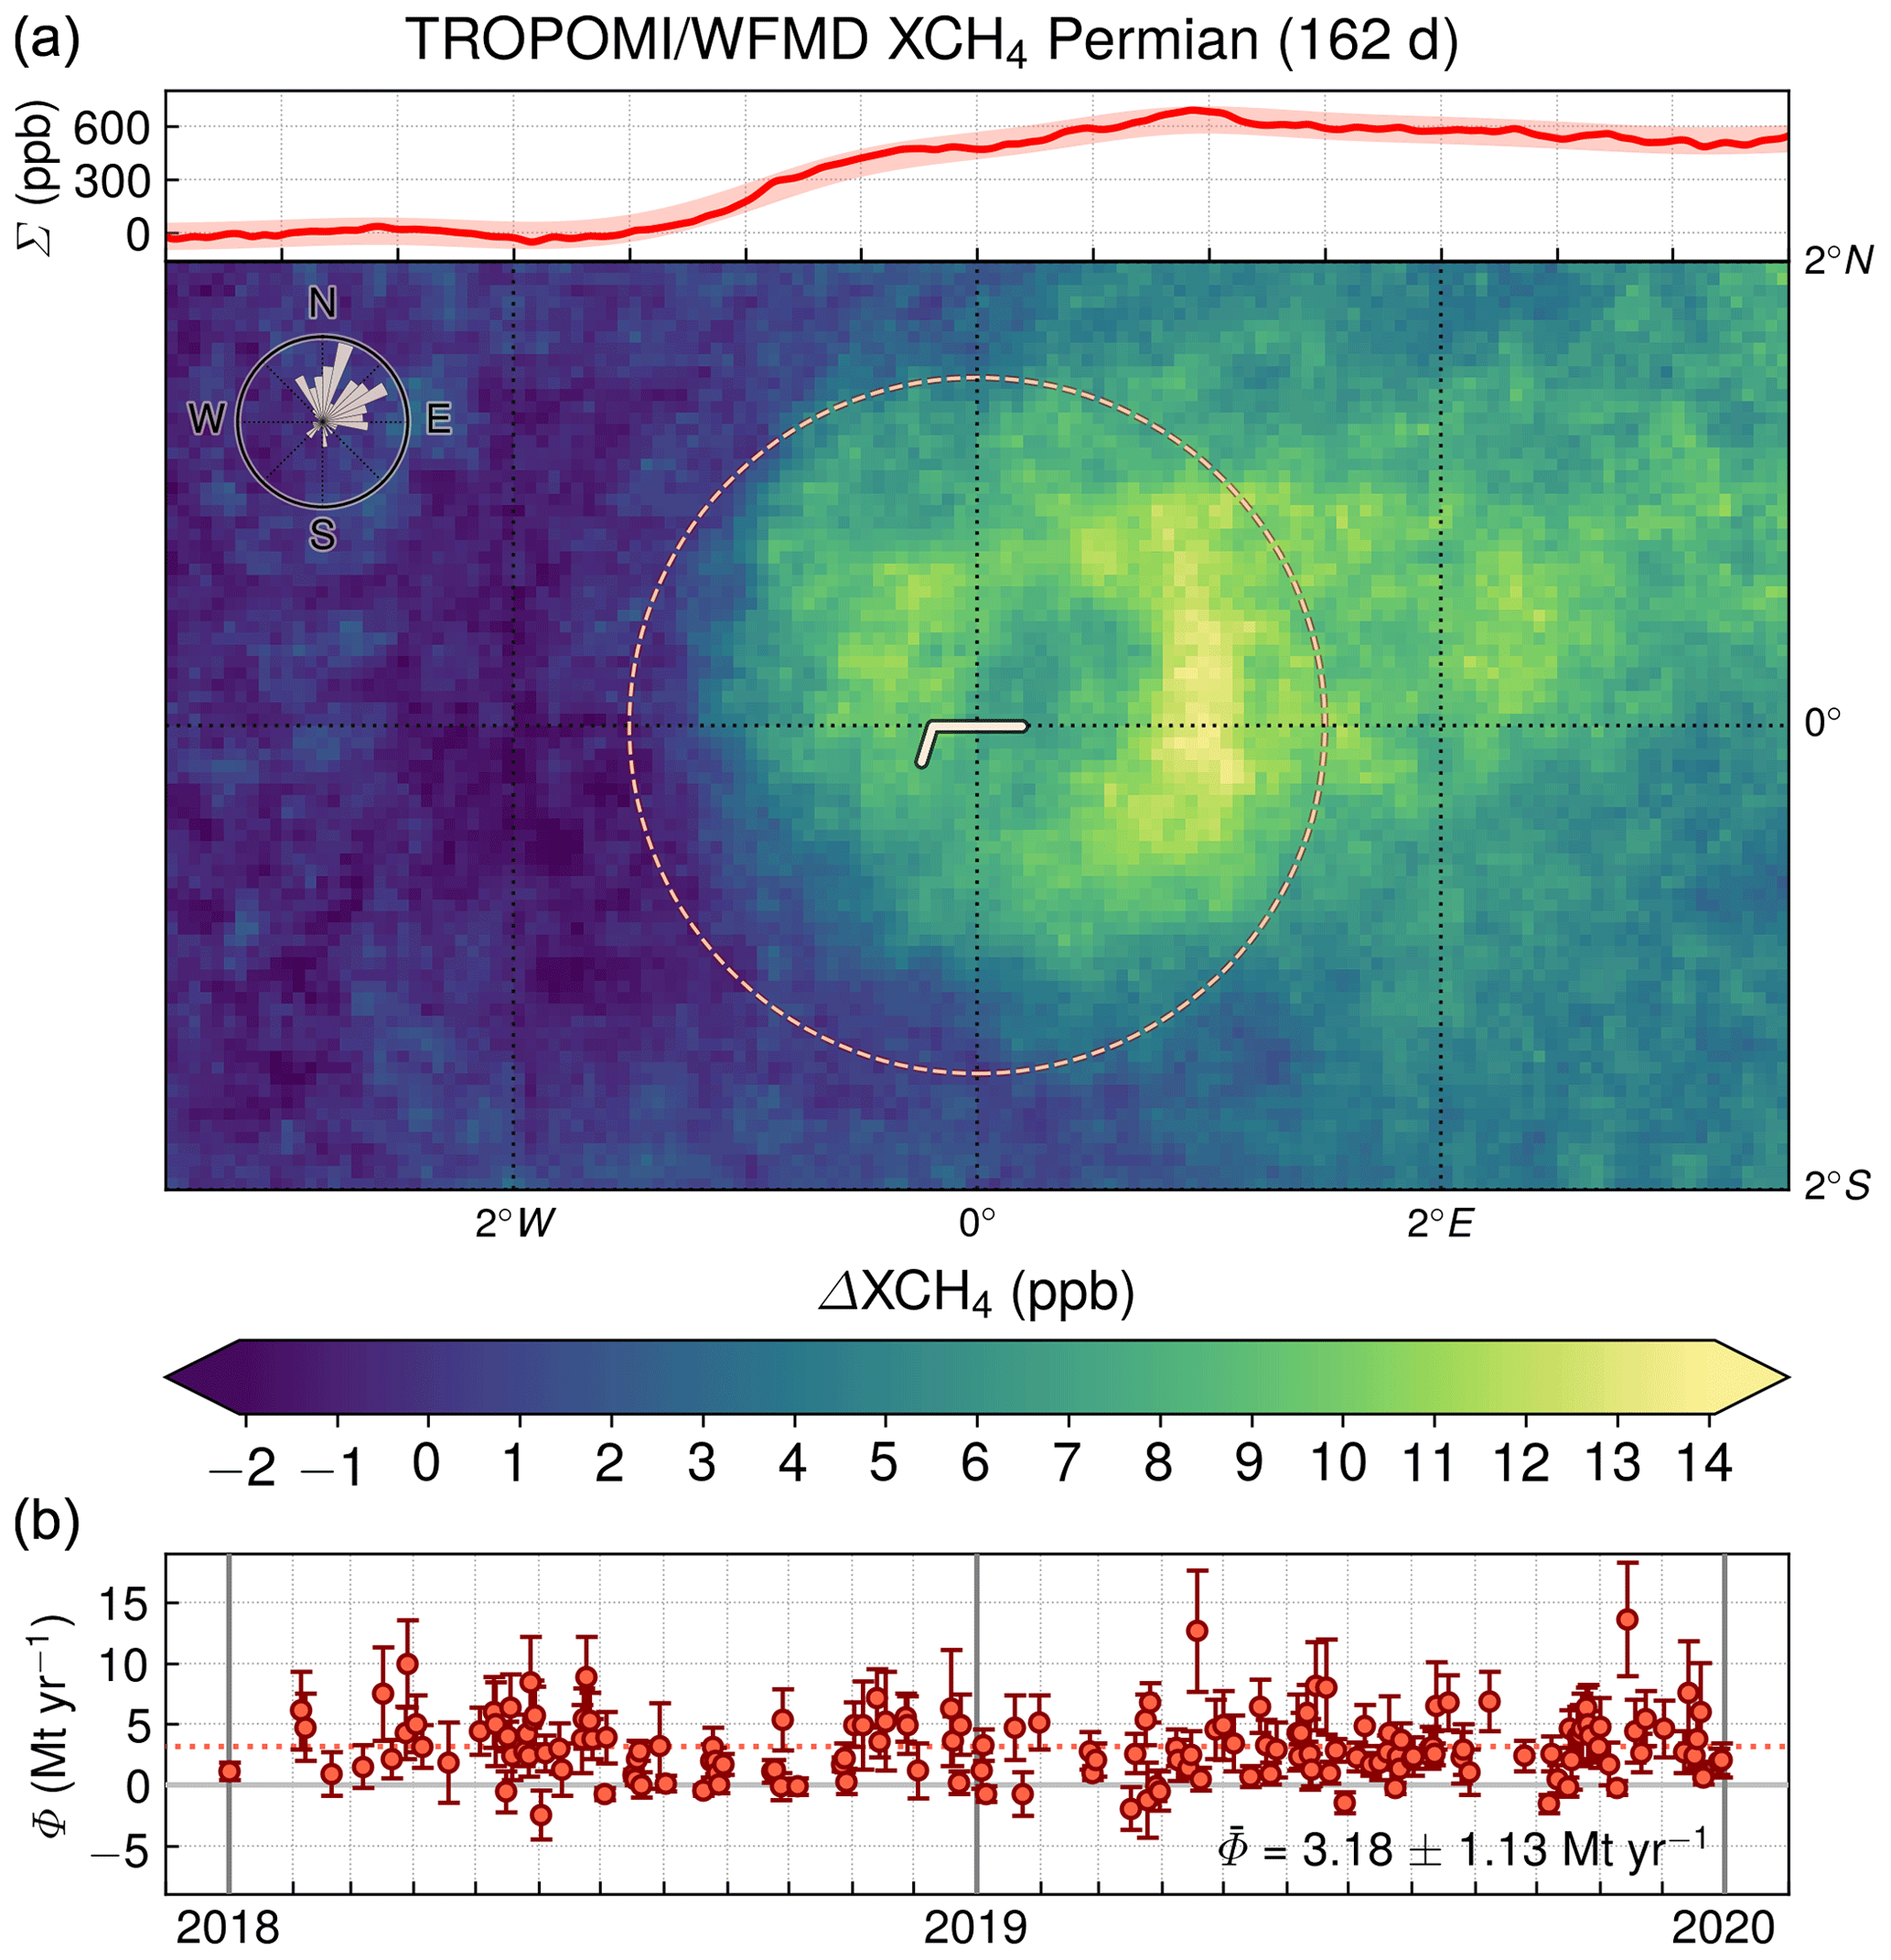 (a)
TROPOMI/WFMD XCH₄ Permian (162 d)
Σ (ppb)
600
300
0
2°N
N
W E
S
0°
2°S
2°W 0° 2°E
ΔXCH₄ (ppb)
−2 −1 0 1 2 3 4 5 6 7 8 9 10 11 12 13 14
(b)
Φ (Mt yr⁻¹)
15
10
5
0
−5
Φ̄ = 3.18 ± 1.13 Mt yr⁻¹
2018 2019 2020